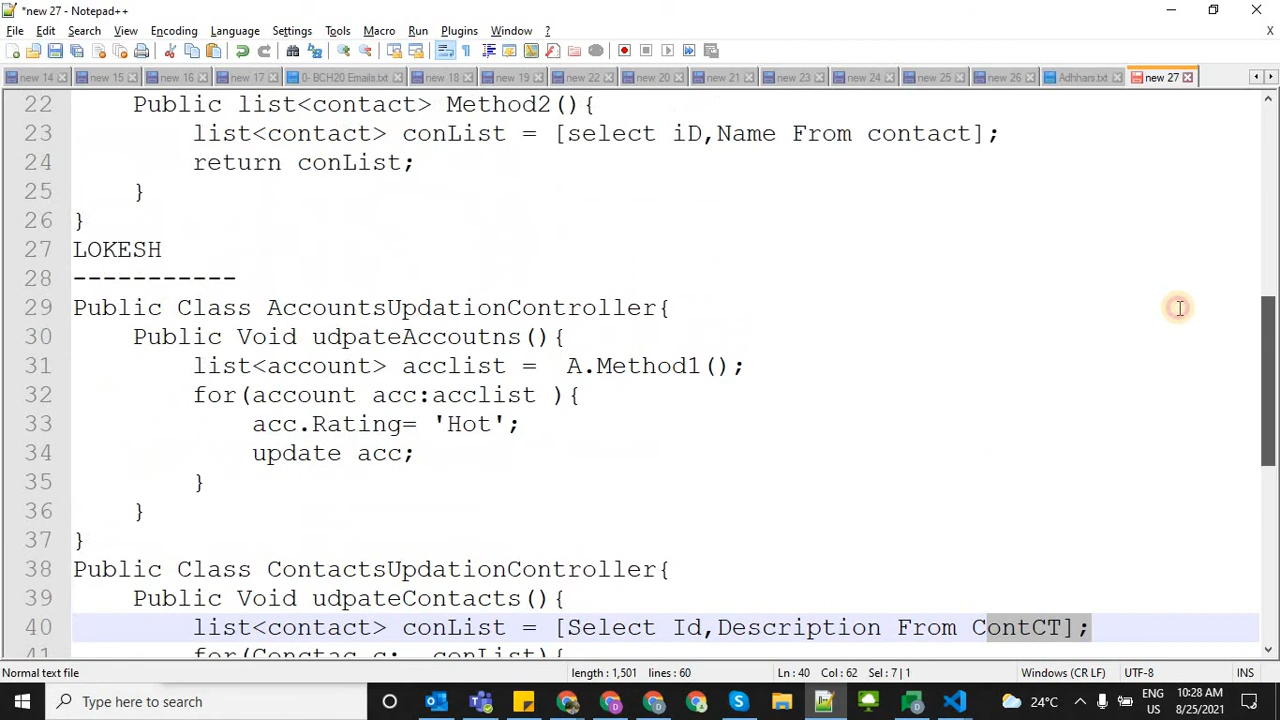 *new 27 - Notepad++
File Edit Search View Encoding Language Settings Tools Macro Run Plugins Window ?
new 14 new 15 new 16 new 17 0- BCH20 Emails.txt new 18 new 19 new 22 new 20 new 21 new 23 new 24 new 25 new 26 Adhhars.txt new 27
22 Public list<contact> Method2(){
23 list<contact> conList = [select iD,Name From contact];
24 return conList;
25 }
26 }
27 LOKESH
28 -----------
29 Public Class AccountsUpdationController{
30 Public Void udpateAccoutns(){
31 list<account> acclist = A.Method1();
32 for(account acc:acclist ){
33 acc.Rating= 'Hot';
34 update acc;
35 }
36 }
37 }
38 Public Class ContactsUpdationController{
39 Public Void udpateContacts(){
40 list<contact> conList = [Select Id,Description From ContCT];
41 for(Conctac c: conList){
Normal text file length : 1,501 lines : 60 Ln : 40 Col : 62 Sel : 7 | 1 Windows (CR LF) UTF-8 INS
Type here to search 24°C ENG US 10:28 AM 8/25/2021